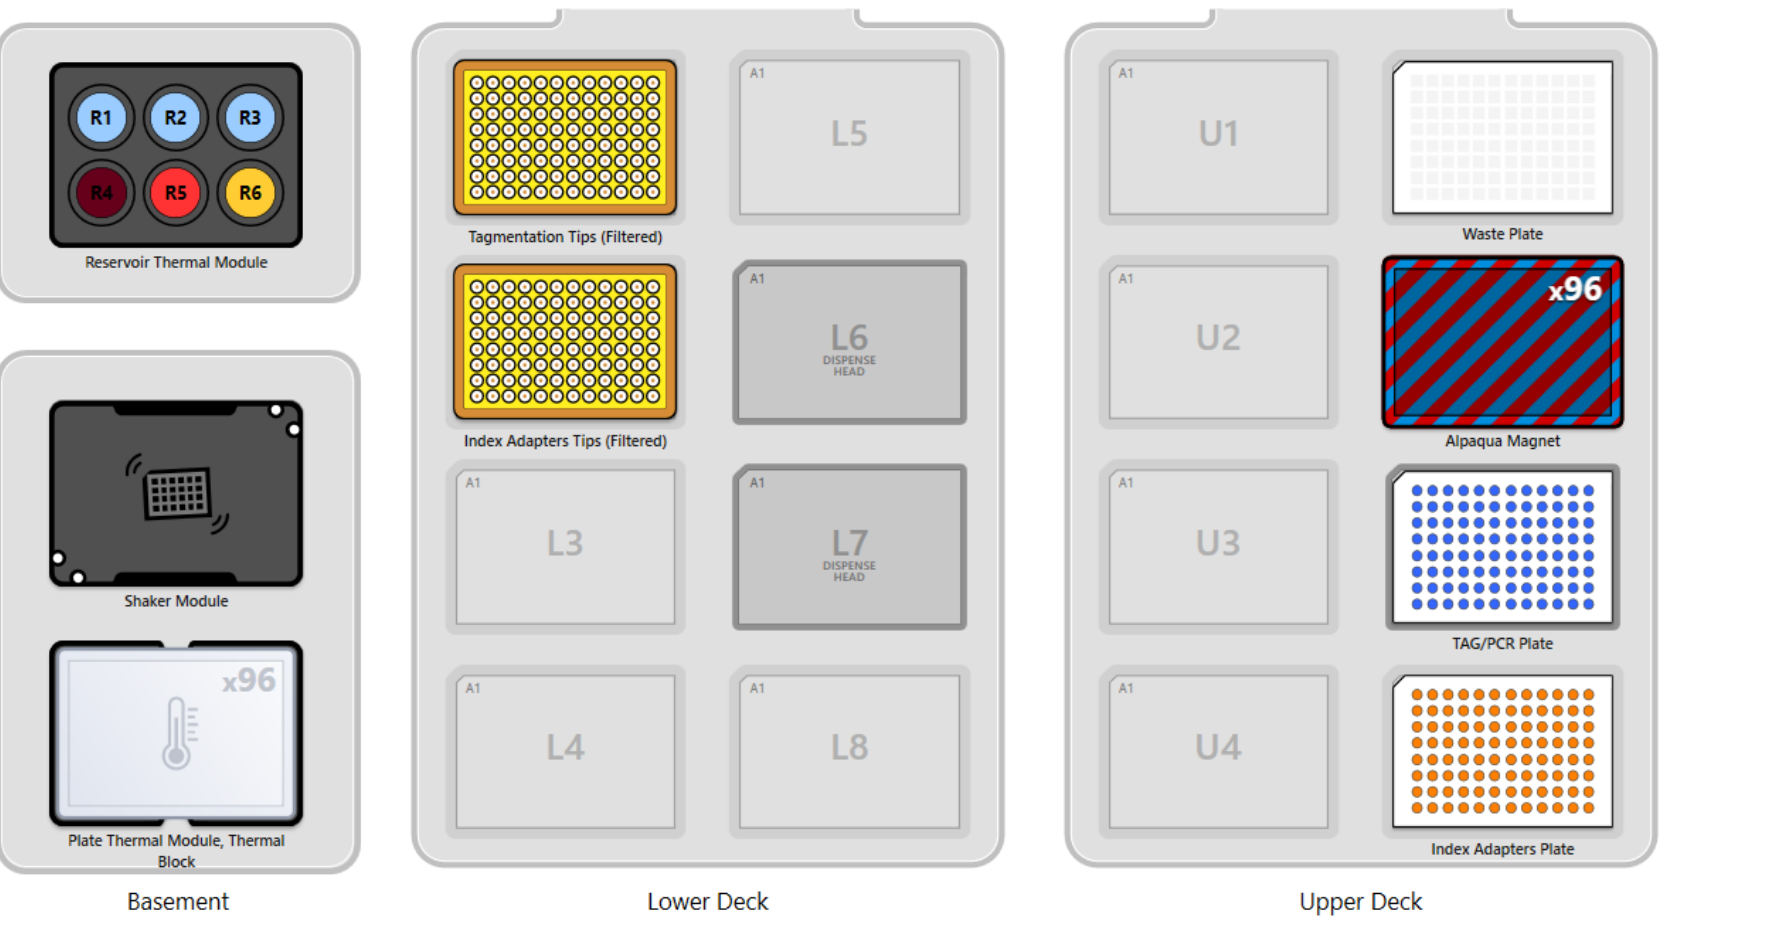 R1 R2 R3
R4 R5 R6
Reservoir Thermal Module
Shaker Module
x96
Plate Thermal Module, Thermal
Block
Basement
Tagmentation Tips (Filtered)
A1
L5
Index Adapters Tips (Filtered)
A1
L6
DISPENSE
HEAD
A1
L3
A1
L7
DISPENSE
HEAD
A1
L4
A1
L8
Lower Deck
A1
U1
Waste Plate
A1
U2
x96
Alpaqua Magnet
A1
U3
TAG/PCR Plate
A1
U4
Index Adapters Plate
Upper Deck